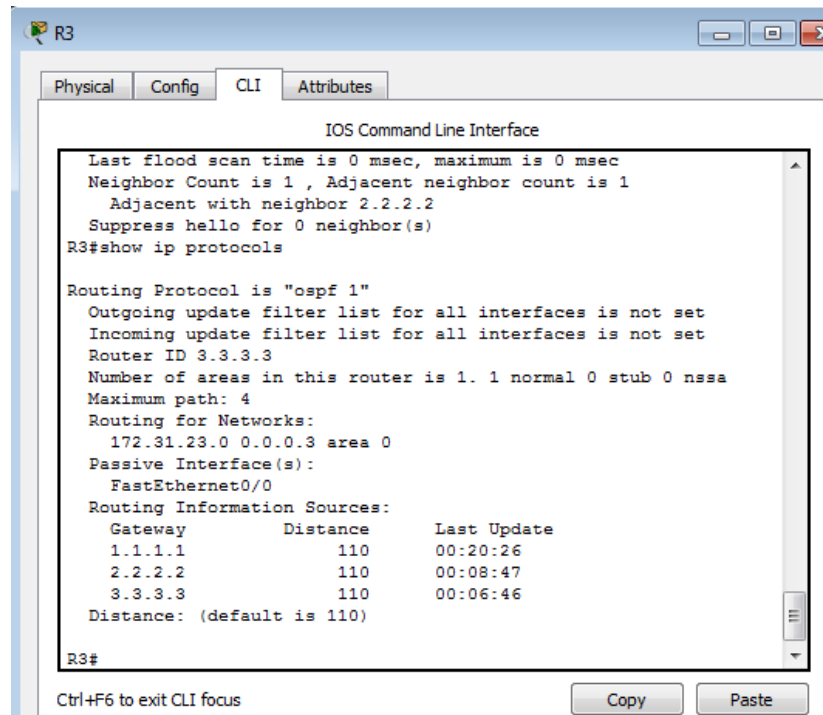 R3
Physical Config CLI Attributes
IOS Command Line Interface
Last flood scan time is 0 msec, maximum is 0 msec
Neighbor Count is 1 , Adjacent neighbor count is 1
Adjacent with neighbor 2.2.2.2
Suppress hello for 0 neighbor(s)
R3#show ip protocols
Routing Protocol is "ospf 1"
Outgoing update filter list for all interfaces is not set
Incoming update filter list for all interfaces is not set
Router ID 3.3.3.3
Number of areas in this router is 1. 1 normal 0 stub 0 nssa
Maximum path: 4
Routing for Networks:
172.31.23.0 0.0.0.3 area 0
Passive Interface(s):
FastEthernet0/0
Routing Information Sources:
Gateway Distance Last Update
1.1.1.1 110 00:20:26
2.2.2.2 110 00:08:47
3.3.3.3 110 00:06:46
Distance: (default is 110)
R3#
Ctrl+F6 to exit CLI focus Copy Paste